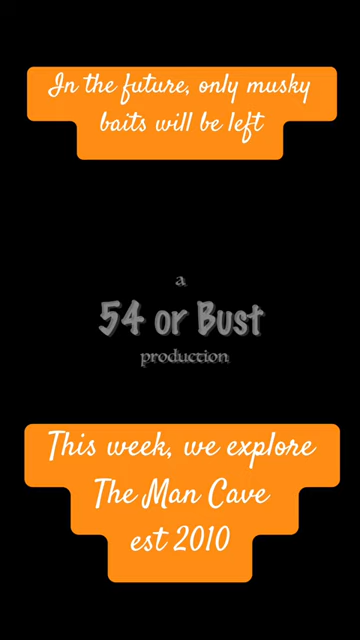 In the future, only musky
baits will be left
a
54 or Bust
production
This week, we explore
The Man Cave
est 2010